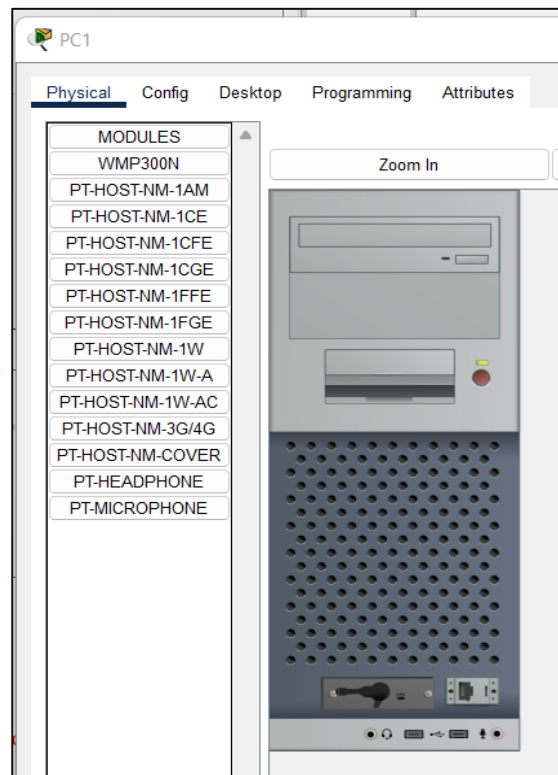 PC1
Physical Config Desktop Programming Attributes
MODULES
WMP300N
PT-HOST-NM-1AM
PT-HOST-NM-1CE
PT-HOST-NM-1CFE
PT-HOST-NM-1CGE
PT-HOST-NM-1FFE
PT-HOST-NM-1FGE
PT-HOST-NM-1W
PT-HOST-NM-1W-A
PT-HOST-NM-1W-AC
PT-HOST-NM-3G/4G
PT-HOST-NM-COVER
PT-HEADPHONE
PT-MICROPHONE
Zoom In